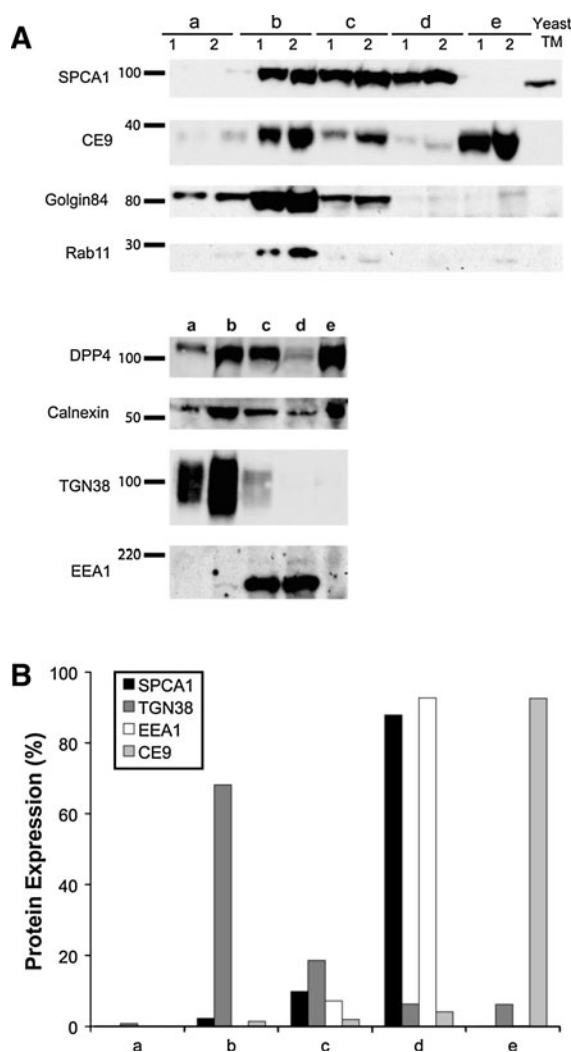 A
a b c d e Yeast
1 2 1 2 1 2 1 2 1 2 TM
SPCA1 100
CE9 40
Golgin84 80
Rab11 30
a b c d e
DPP4 100
Calnexin 50
TGN38 100
EEA1 220
B
100
80
60
40
20
0
Protein Expression (%)
SPCA1
TGN38
EEA1
CE9
a b c d e